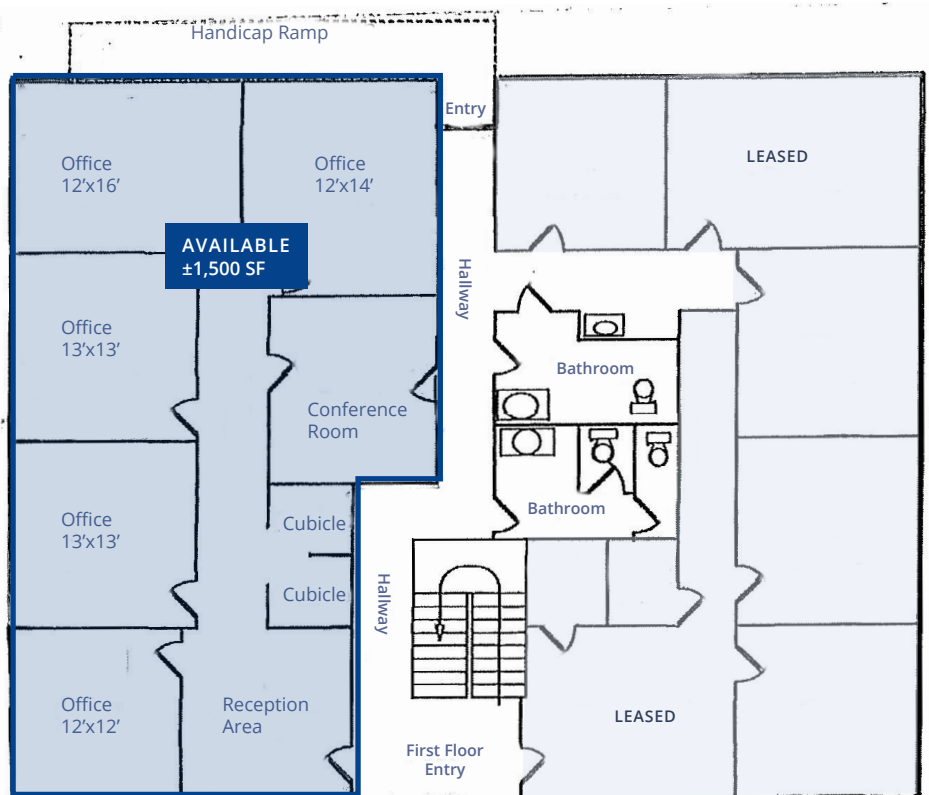 Handicap Ramp
Entry
Office
12’x16’
Office
12’x14’
LEASED
AVAILABLE
±1,500 SF
Hallway
Office
13’x13’
Bathroom
Conference
Room
Office
13’x13’
Cubicle
Bathroom
Cubicle
Hallway
Office
12’x12’
Reception
Area
LEASED
First Floor
Entry